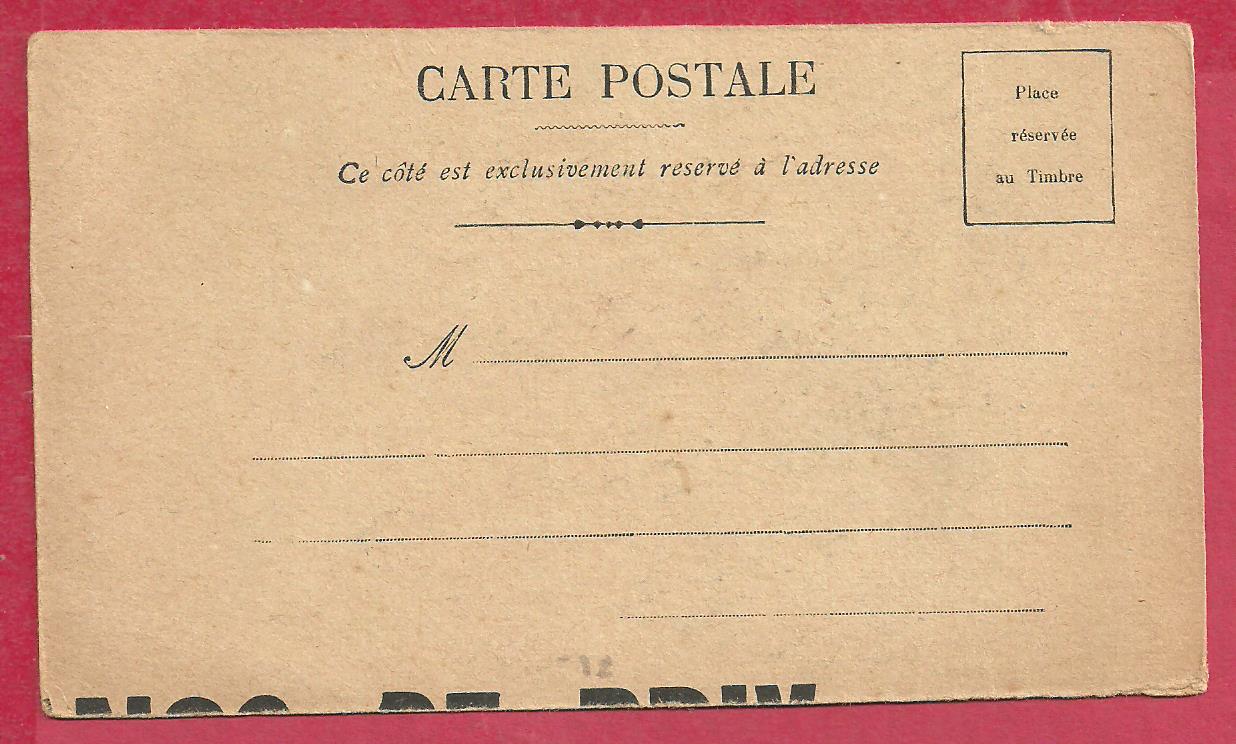 CARTE POSTALE
Ce côté est exclusivement reservé à l'adresse
Place
réservée
au Timbre
M